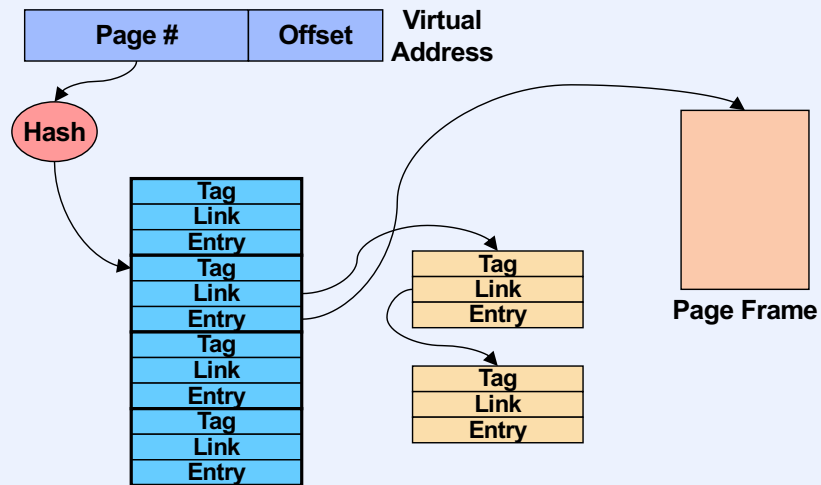 Page #
Offset
Virtual
Address
Hash
Tag
Link
Entry
Tag
Link
Entry
Tag
Link
Entry
Tag
Link
Entry
Tag
Link
Entry
Tag
Link
Entry
Page Frame